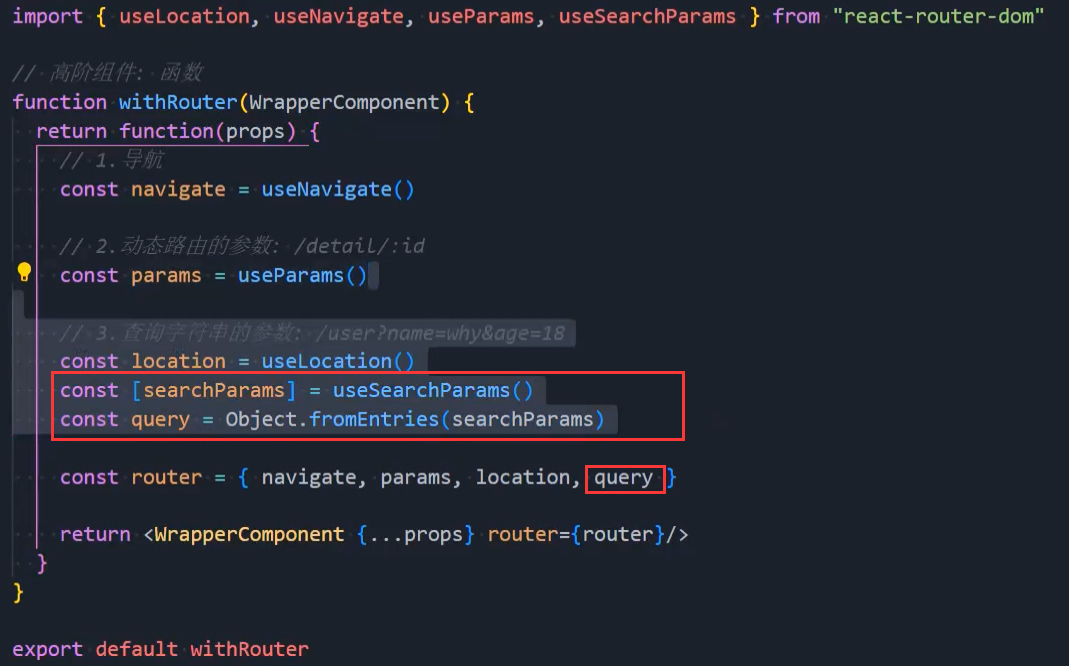 import { useLocation, useNavigate, useParams, useSearchParams } from "react-router-dom"
// 高阶组件: 函数
function withRouter(WrapperComponent) {
return function(props) {
// 1.导航
const navigate = useNavigate()
// 2.动态路由的参数: /detail/:id
const params = useParams()
// 3.查询字符串的参数: /user?name=why&age=18
const location = useLocation()
const [searchParams] = useSearchParams()
const query = Object.fromEntries(searchParams)
const router = { navigate, params, location, query }
return <WrapperComponent {...props} router={router}/>
}
}
export default withRouter